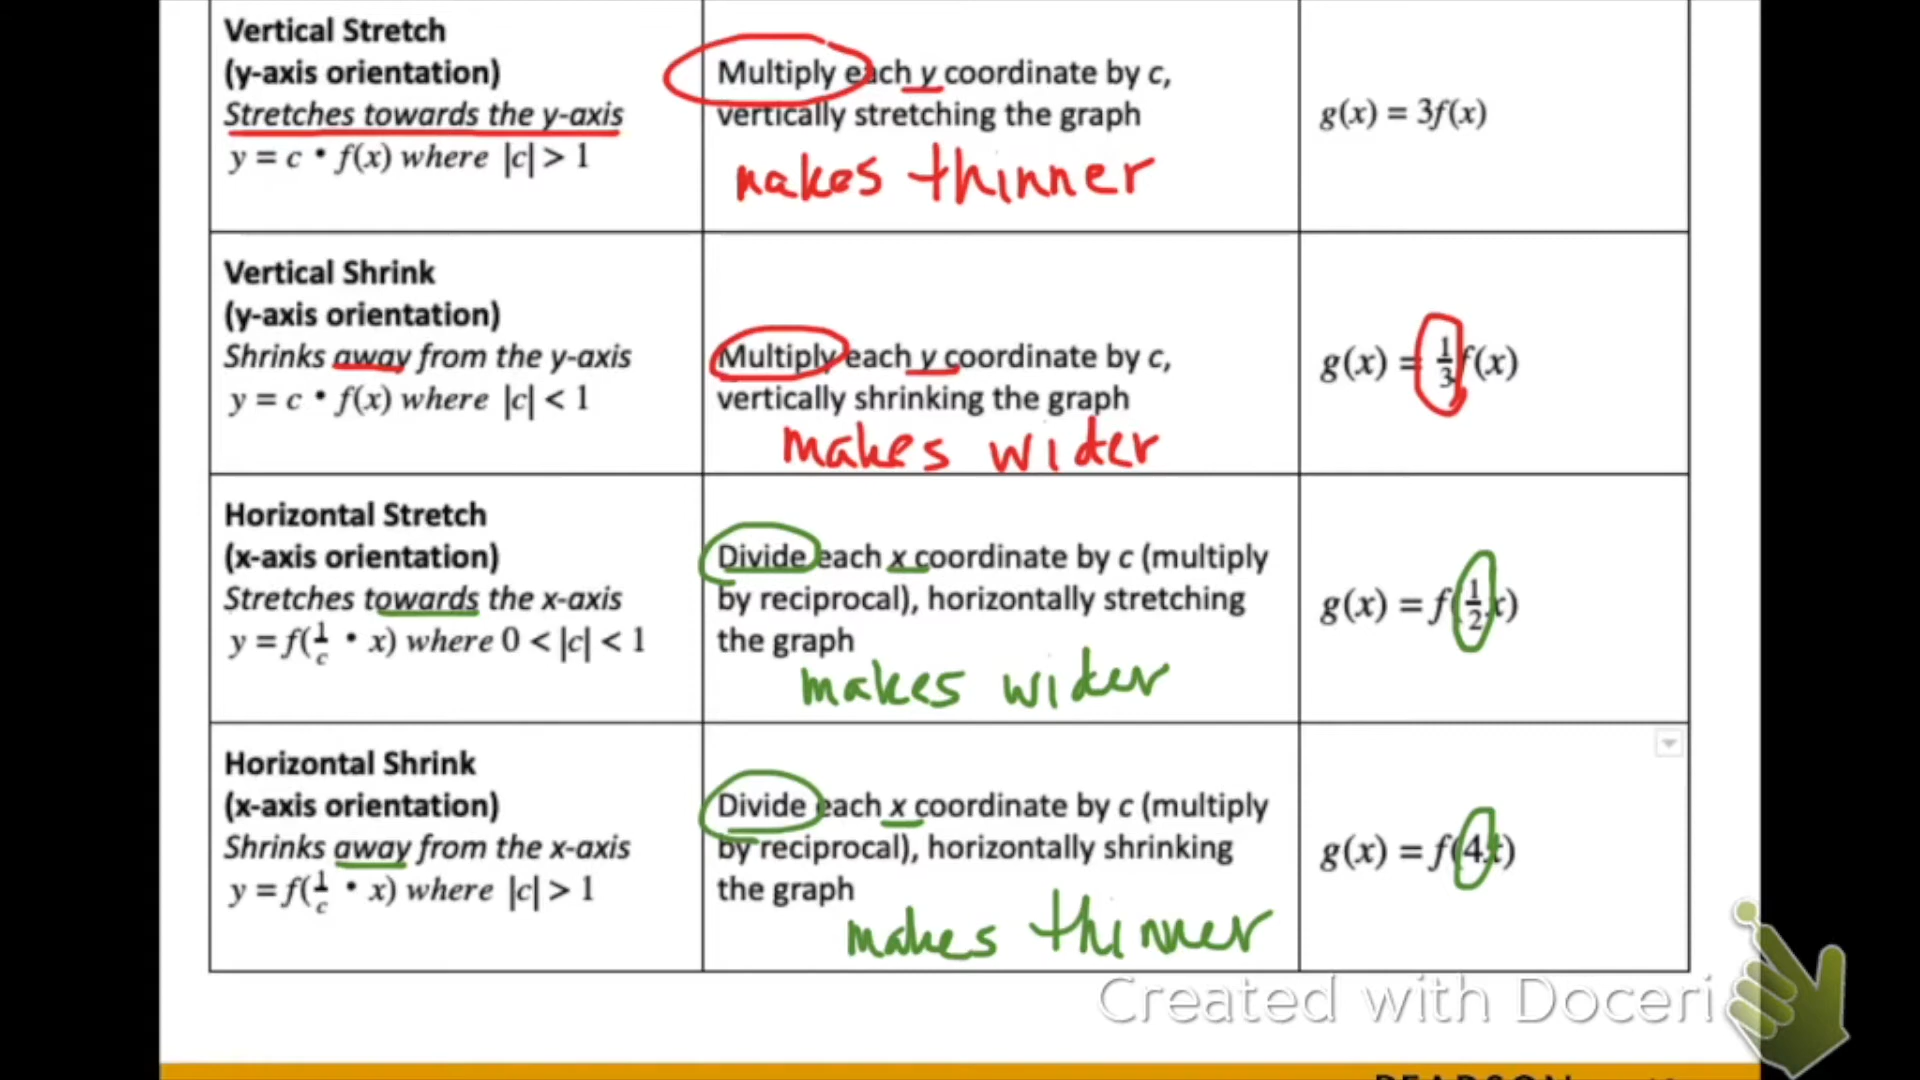 Vertical Stretch
(y-axis orientation)
Stretches towards the y-axis
y = c • f(x) where |c| > 1
Multiply each y coordinate by c,
vertically stretching the graph
makes thinner
g(x) = 3f(x)
Vertical Shrink
(y-axis orientation)
Shrinks away from the y-axis
y = c • f(x) where |c| < 1
Multiply each y coordinate by c,
vertically shrinking the graph
makes wider
g(x) = 1/3 f(x)
Horizontal Stretch
(x-axis orientation)
Stretches towards the x-axis
y = f(1/c • x) where 0 < |c| < 1
Divide each x coordinate by c (multiply
by reciprocal), horizontally stretching
the graph
makes wider
g(x) = f(1/2 x)
Horizontal Shrink
(x-axis orientation)
Shrinks away from the x-axis
y = f(1/c • x) where |c| > 1
Divide each x coordinate by c (multiply
by reciprocal), horizontally shrinking
the graph
makes thinner
g(x) = f(4x)
Created with Doceri
PEARSON